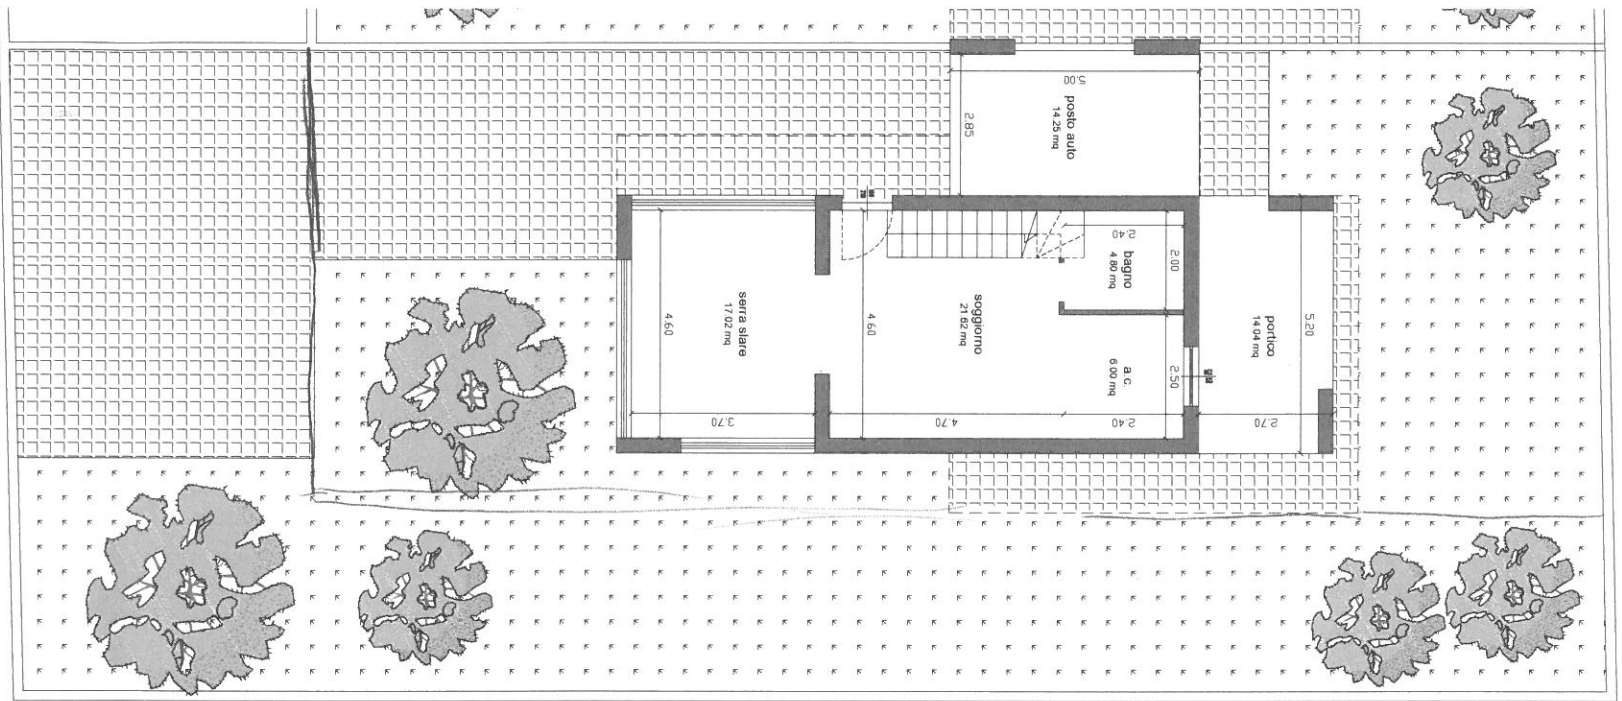 5.00
posto auto
14.25 mq
2.85
2.40
bagno
4.80 mq
2.00
serra slare
17.02 mq
4.60
3.70
4.60
soggiorno
21.62 mq
4.70
a.c.
6.00 mq
2.50
2.40
portico
14.04 mq
5.20
2.70